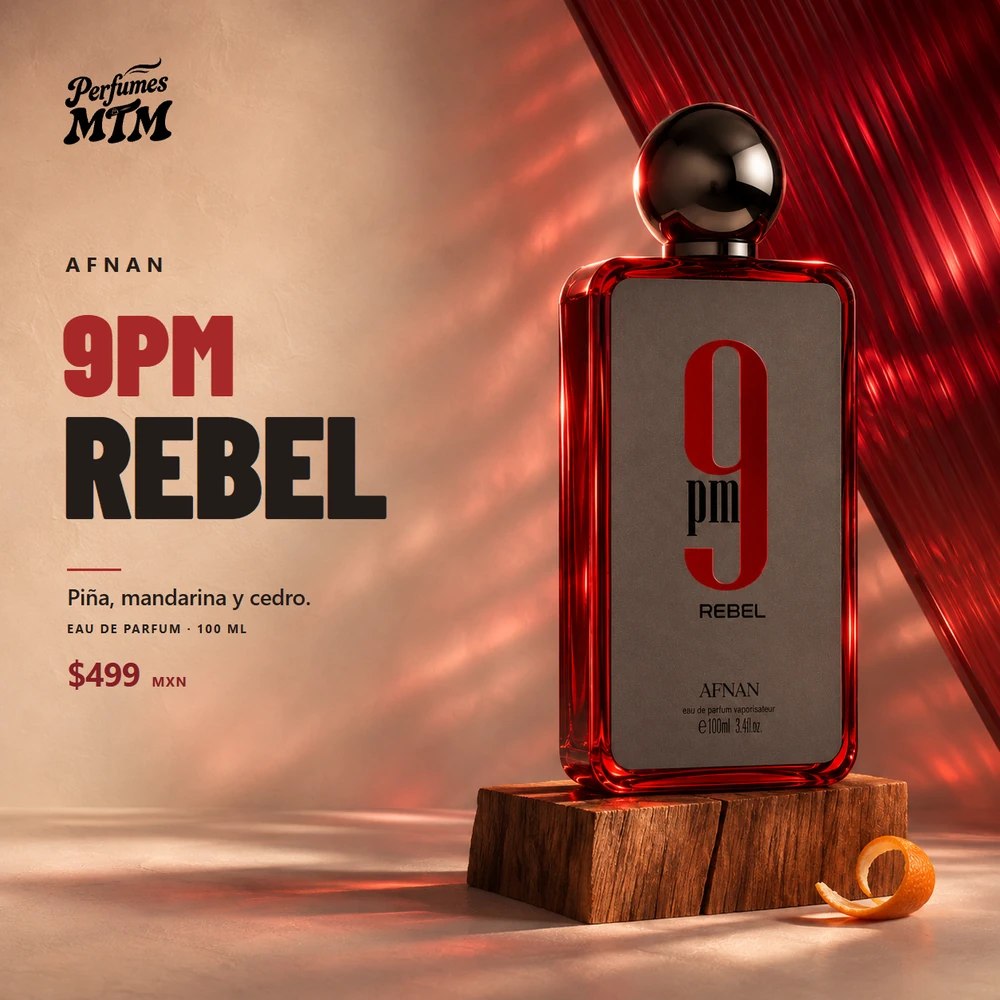 Perfumes
MTM
AFNAN
9PM
REBEL
Piña, mandarina y cedro.
EAU DE PARFUM · 100 ML
$499 MXN
9
pm
REBEL
AFNAN
eau de parfum vaporisateur
℮100ml 3.4fl.oz.